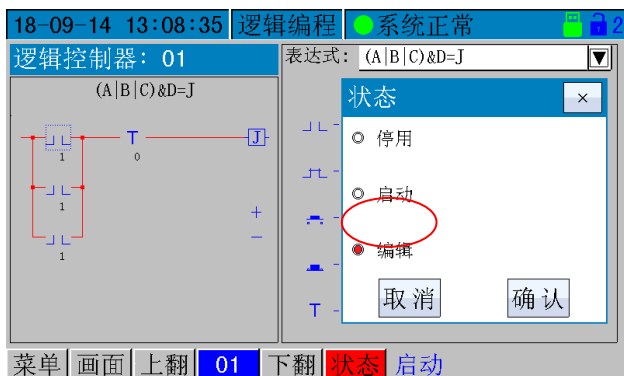 18-09-14 13:08:35 逻辑编程 系统正常 2
逻辑控制器: 01
表达式: (A|B|C)&D=J
(A|B|C)&D=J
状态
×
停用
启动
编辑
取消 确认
J
T
1
0
1
1
+
−
T
菜单 画面 上翻 01 下翻 状态 启动